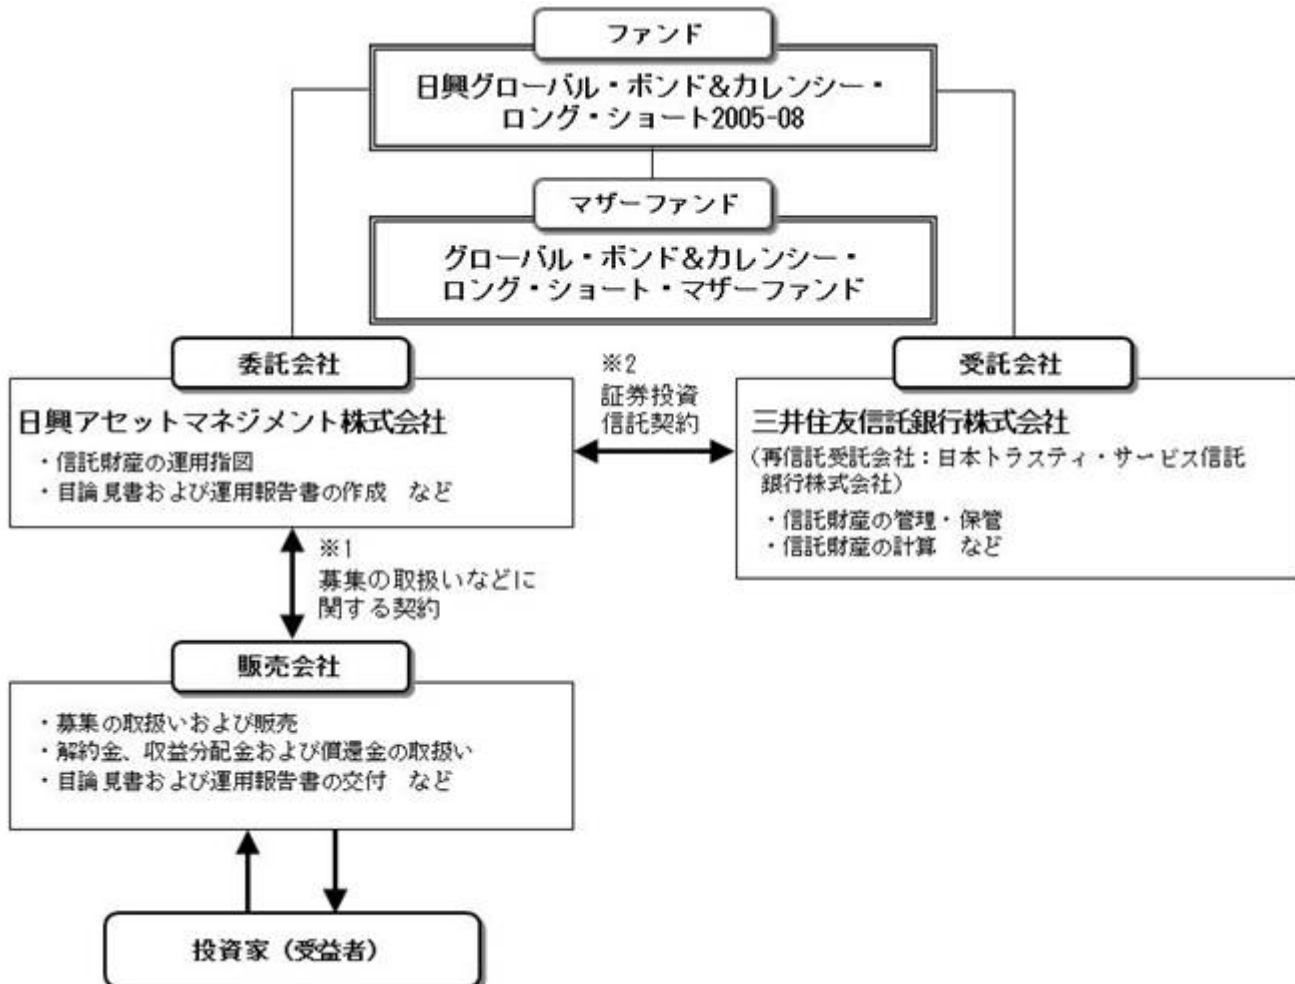 ファンド
日興グローバル・ボンド&カレンシー・
ロング・ショート2005-08
マザーファンド
グローバル・ボンド&カレンシー・
ロング・ショート・マザーファンド
委託会社
日興アセットマネジメント株式会社
・信託財産の運用指図
・目論見書および運用報告書の作成　など
※2
証券投資
信託契約
受託会社
三井住友信託銀行株式会社
（再信託受託会社：日本トラスティ・サービス信託
銀行株式会社）
・信託財産の管理・保管
・信託財産の計算　など
※1
募集の取扱いなどに
関する契約
販売会社
・募集の取扱いおよび販売
・解約金、収益分配金および償還金の取扱い
・目論見書および運用報告書の交付　など
投資家（受益者）